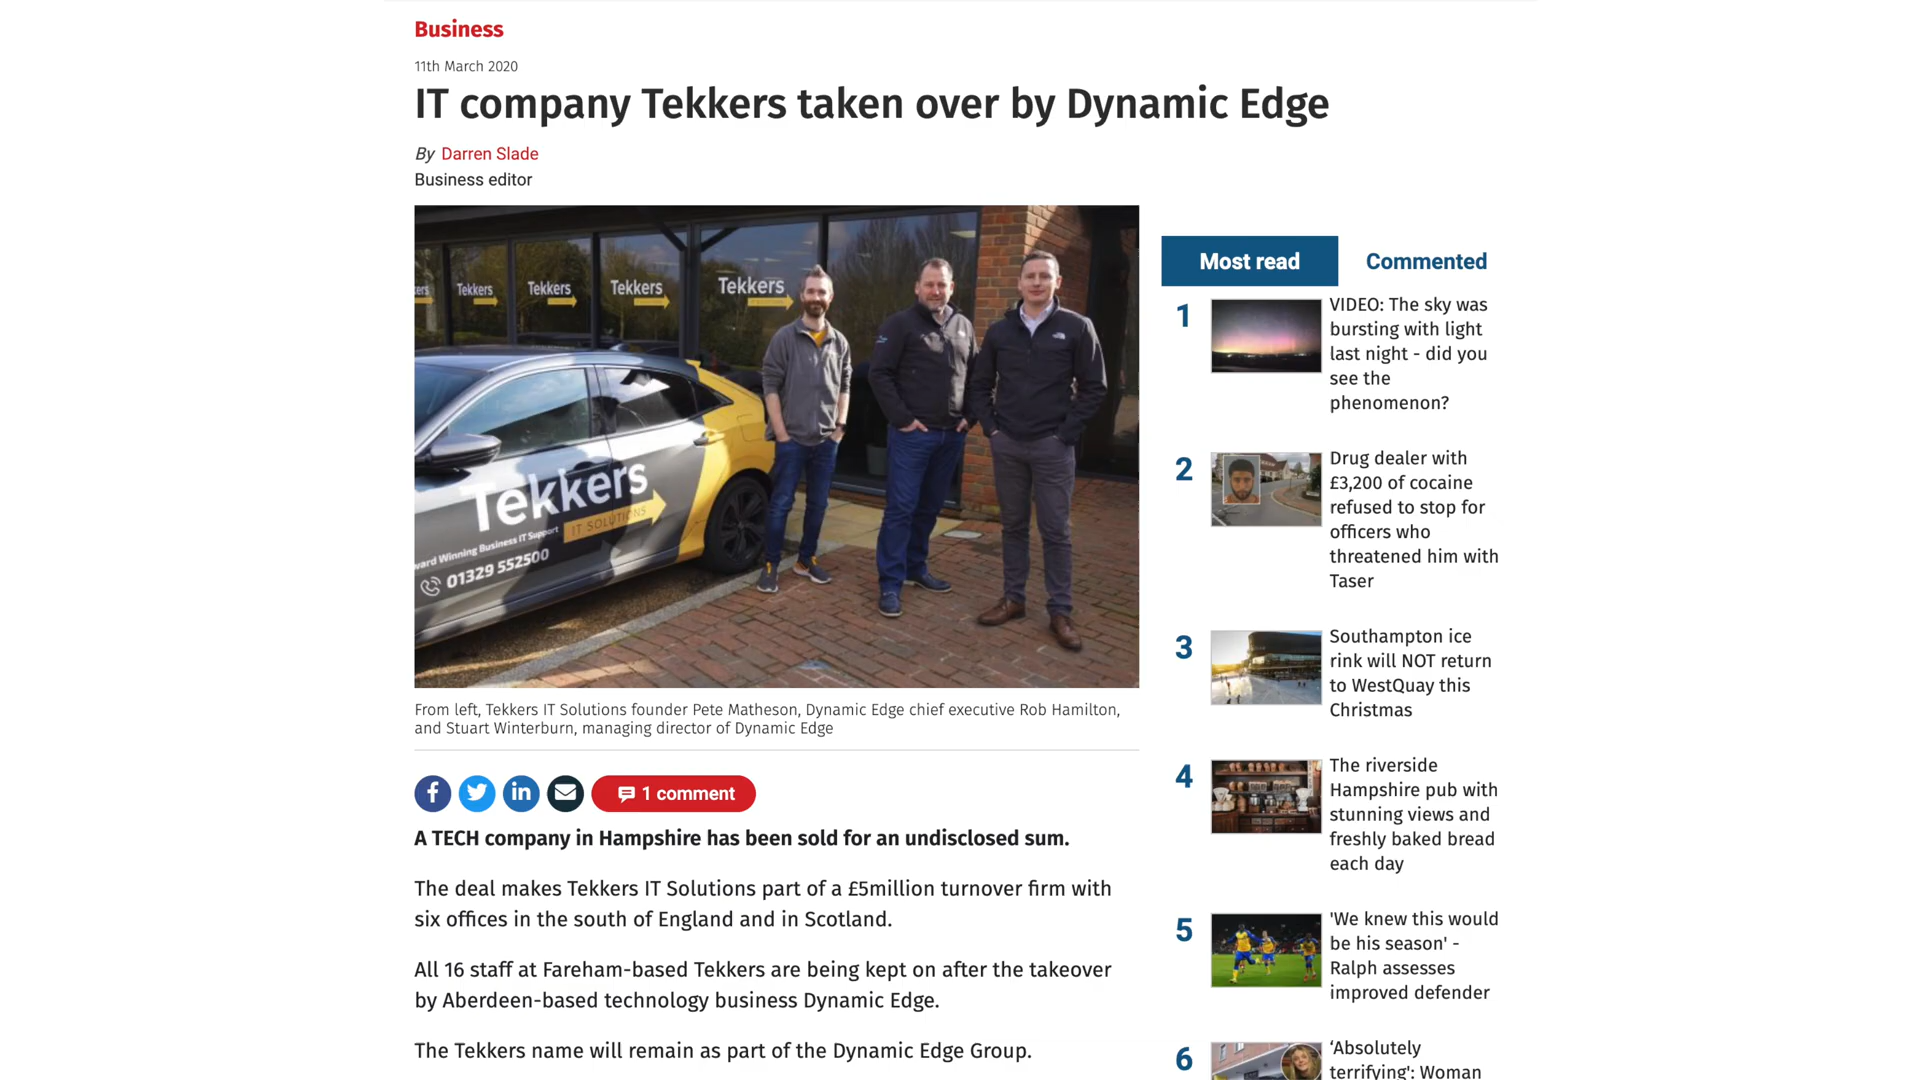 Business
11th March 2020
IT company Tekkers taken over by Dynamic Edge
By Darren Slade
Business editor
Tekkers
Tekkers
Tekkers
Tekkers
Tekkers
IT SOLUTIONS
ward Winning Business IT Support
01329 552500
From left, Tekkers IT Solutions founder Pete Matheson, Dynamic Edge chief executive Rob Hamilton,
and Stuart Winterburn, managing director of Dynamic Edge
1 comment
A TECH company in Hampshire has been sold for an undisclosed sum.
The deal makes Tekkers IT Solutions part of a £5million turnover firm with
six offices in the south of England and in Scotland.
All 16 staff at Fareham-based Tekkers are being kept on after the takeover
by Aberdeen-based technology business Dynamic Edge.
The Tekkers name will remain as part of the Dynamic Edge Group.
Most read
Commented
1
VIDEO: The sky was
bursting with light
last night - did you
see the
phenomenon?
2
Drug dealer with
£3,200 of cocaine
refused to stop for
officers who
threatened him with
Taser
3
Southampton ice
rink will NOT return
to WestQuay this
Christmas
4
The riverside
Hampshire pub with
stunning views and
freshly baked bread
each day
5
'We knew this would
be his season' -
Ralph assesses
improved defender
6
‘Absolutely
terrifying': Woman